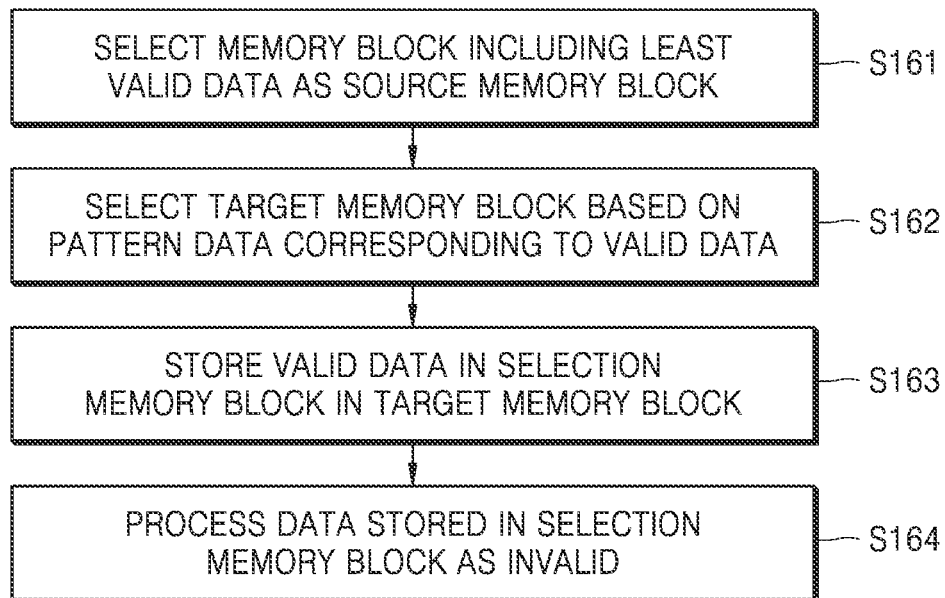 SELECT MEMORY BLOCK INCLUDING LEAST
VALID DATA AS SOURCE MEMORY BLOCK
S161
SELECT TARGET MEMORY BLOCK BASED ON
PATTERN DATA CORRESPONDING TO VALID DATA
S162
STORE VALID DATA IN SELECTION
MEMORY BLOCK IN TARGET MEMORY BLOCK
S163
PROCESS DATA STORED IN SELECTION
MEMORY BLOCK AS INVALID
S164